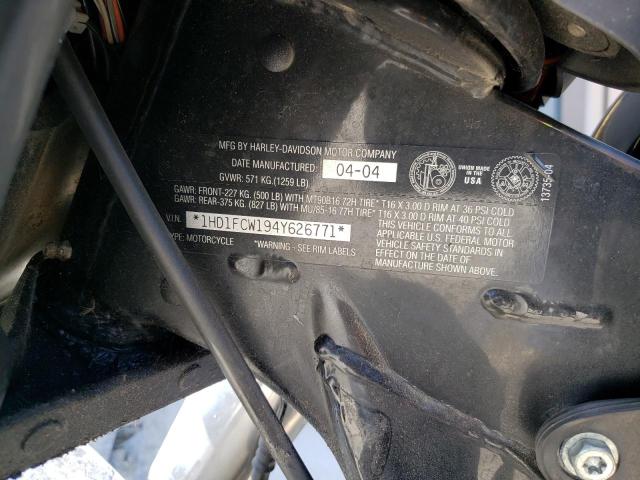 MFG BY HARLEY-DAVIDSON MOTOR COMPANY
DATE MANUFACTURED: 04-04
GVWR: 571 KG.(1259 LB)
UNION MADE IN THE USA
13735-04
GAWR: FRONT-227 KG. (500 LB) WITH MT90B16 72H TIRE* T16 X 3.00 D RIM AT 36 PSI COLD
GAWR: REAR-375 KG. (827 LB) WITH MU/85-16 77H TIRE* T16 X 3.00 D RIM AT 40 PSI COLD
V.I.N. *1HD1FCW194Y626771*
THIS VEHICLE CONFORMS TO ALL
APPLICABLE U.S. FEDERAL MOTOR
VEHICLE SAFETY STANDARDS IN
EFFECT ON THE DATE OF
MANUFACTURE SHOWN ABOVE.
TYPE: MOTORCYCLE *WARNING - SEE RIM LABELS